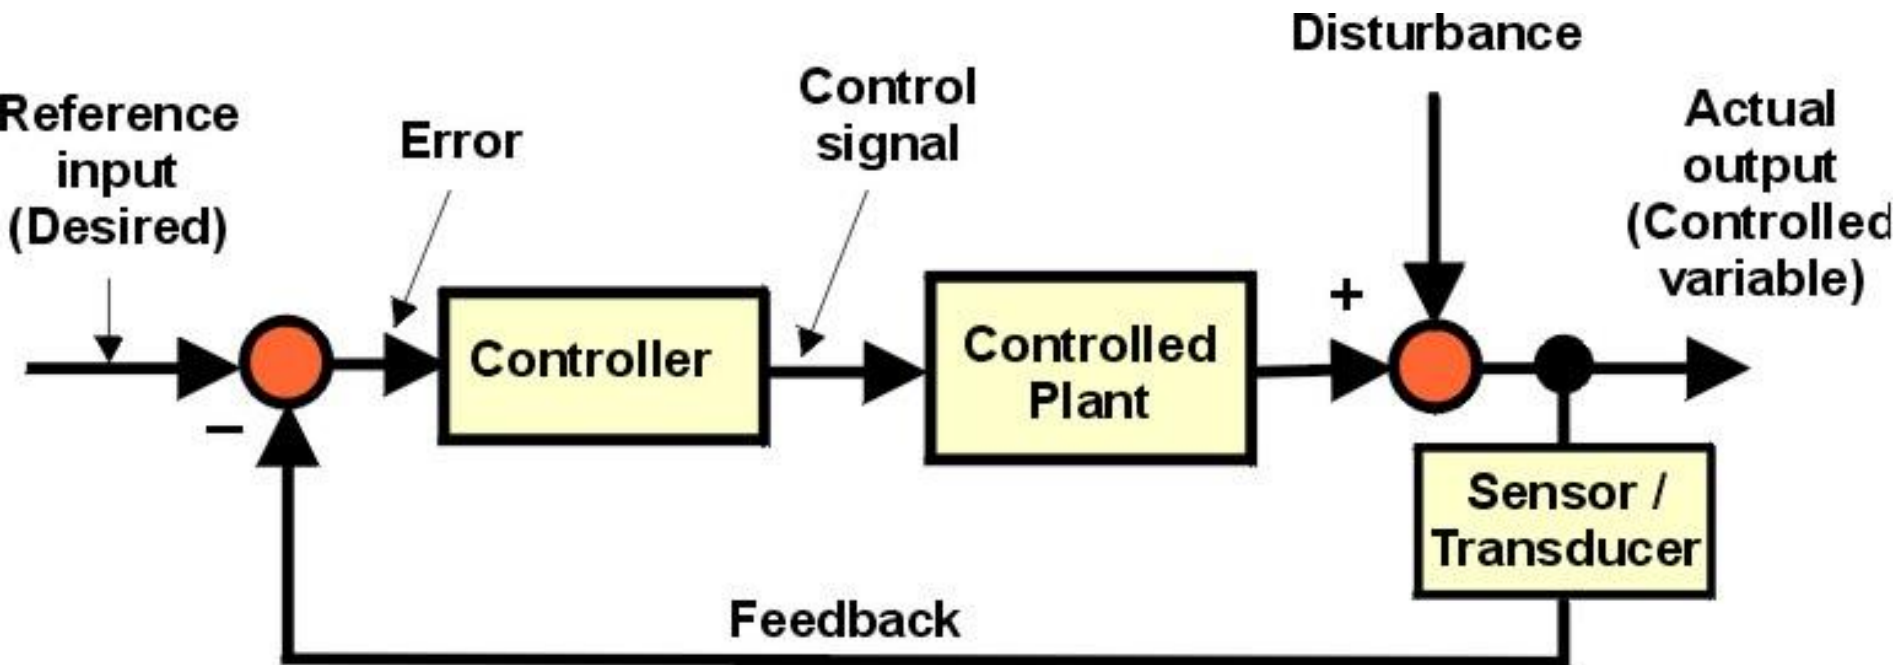 Disturbance
Reference
input
(Desired)
Error
Control
signal
Actual
output
(Controlled
variable)
+
Controller
Controlled
Plant
−
Sensor /
Transducer
Feedback